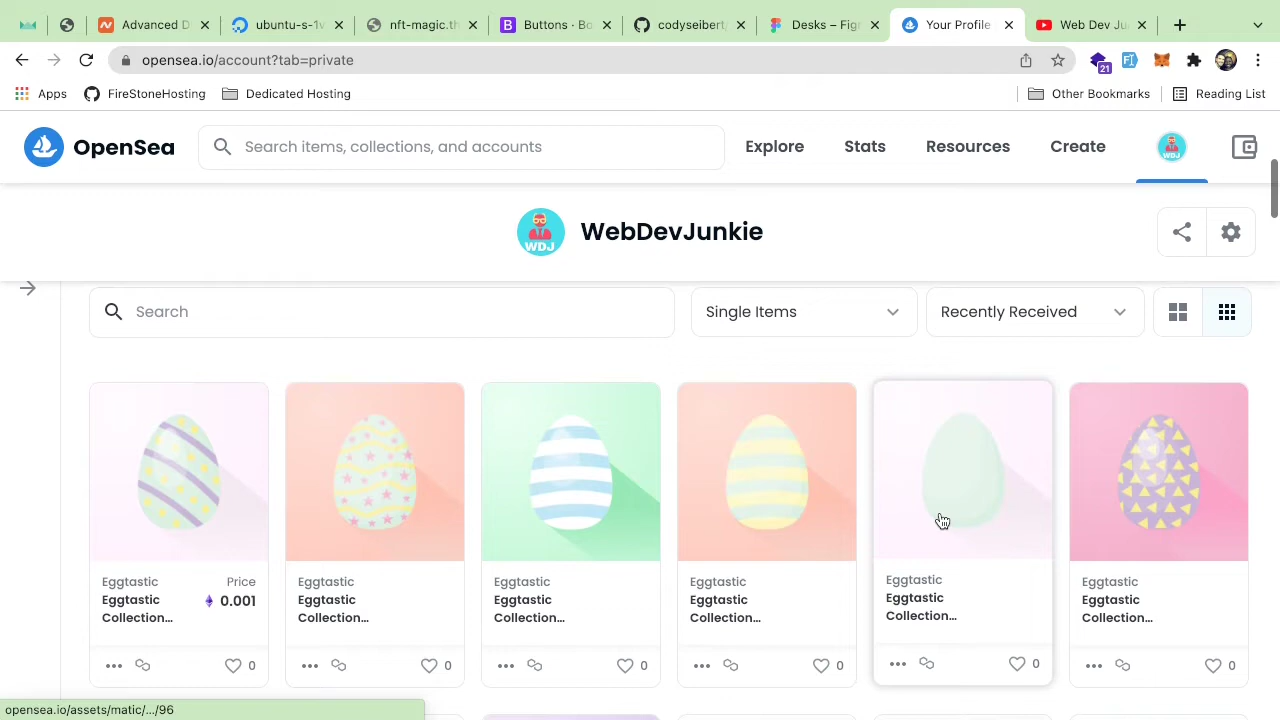 Advanced D
ubuntu-s-1v
nft-magic.th
Buttons · Bo
codyseibert/
Desks – Figm
Your Profile
Web Dev Ju
opensea.io/account?tab=private
21
Apps
FireStoneHosting
Dedicated Hosting
Other Bookmarks
Reading List
OpenSea
Search items, collections, and accounts
Explore
Stats
Resources
Create
WDJ
WDJ
WebDevJunkie
Search
Single Items
Recently Received
Eggtastic
Price
Eggtastic
Collection...
0.001
0
Eggtastic
Eggtastic
Collection...
0
Eggtastic
Eggtastic
Collection...
0
Eggtastic
Eggtastic
Collection...
0
Eggtastic
Eggtastic
Collection...
0
Eggtastic
Eggtastic
Collection...
0
opensea.io/assets/matic/.../96